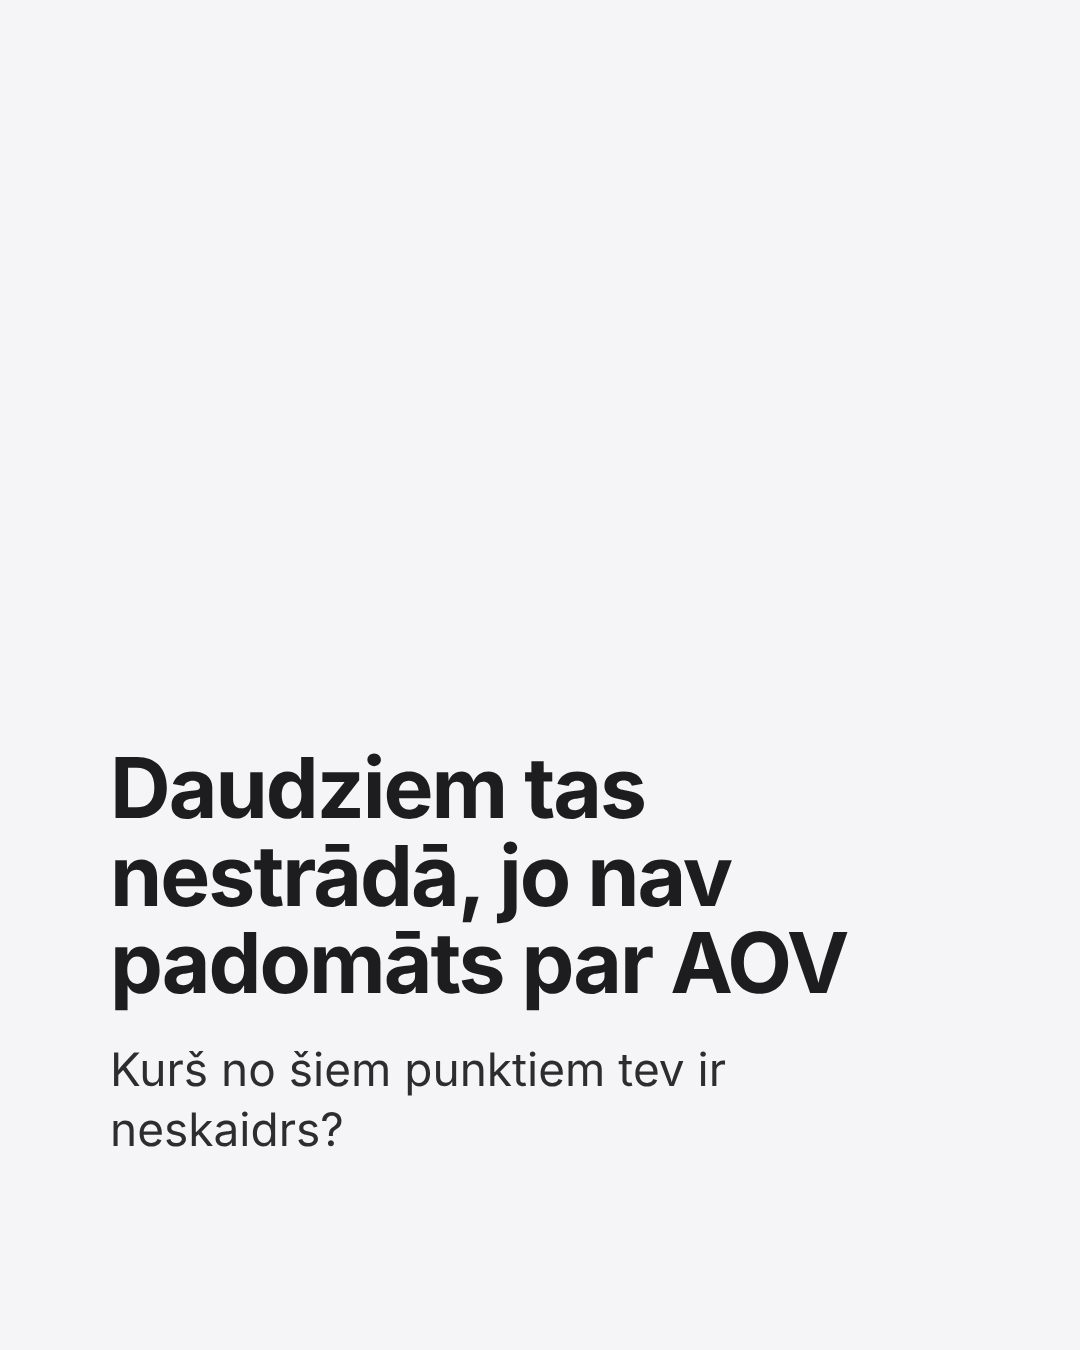 Daudziem tas
nestrādā, jo nav
padomāts par AOV
Kurš no šiem punktiem tev ir
neskaidrs?